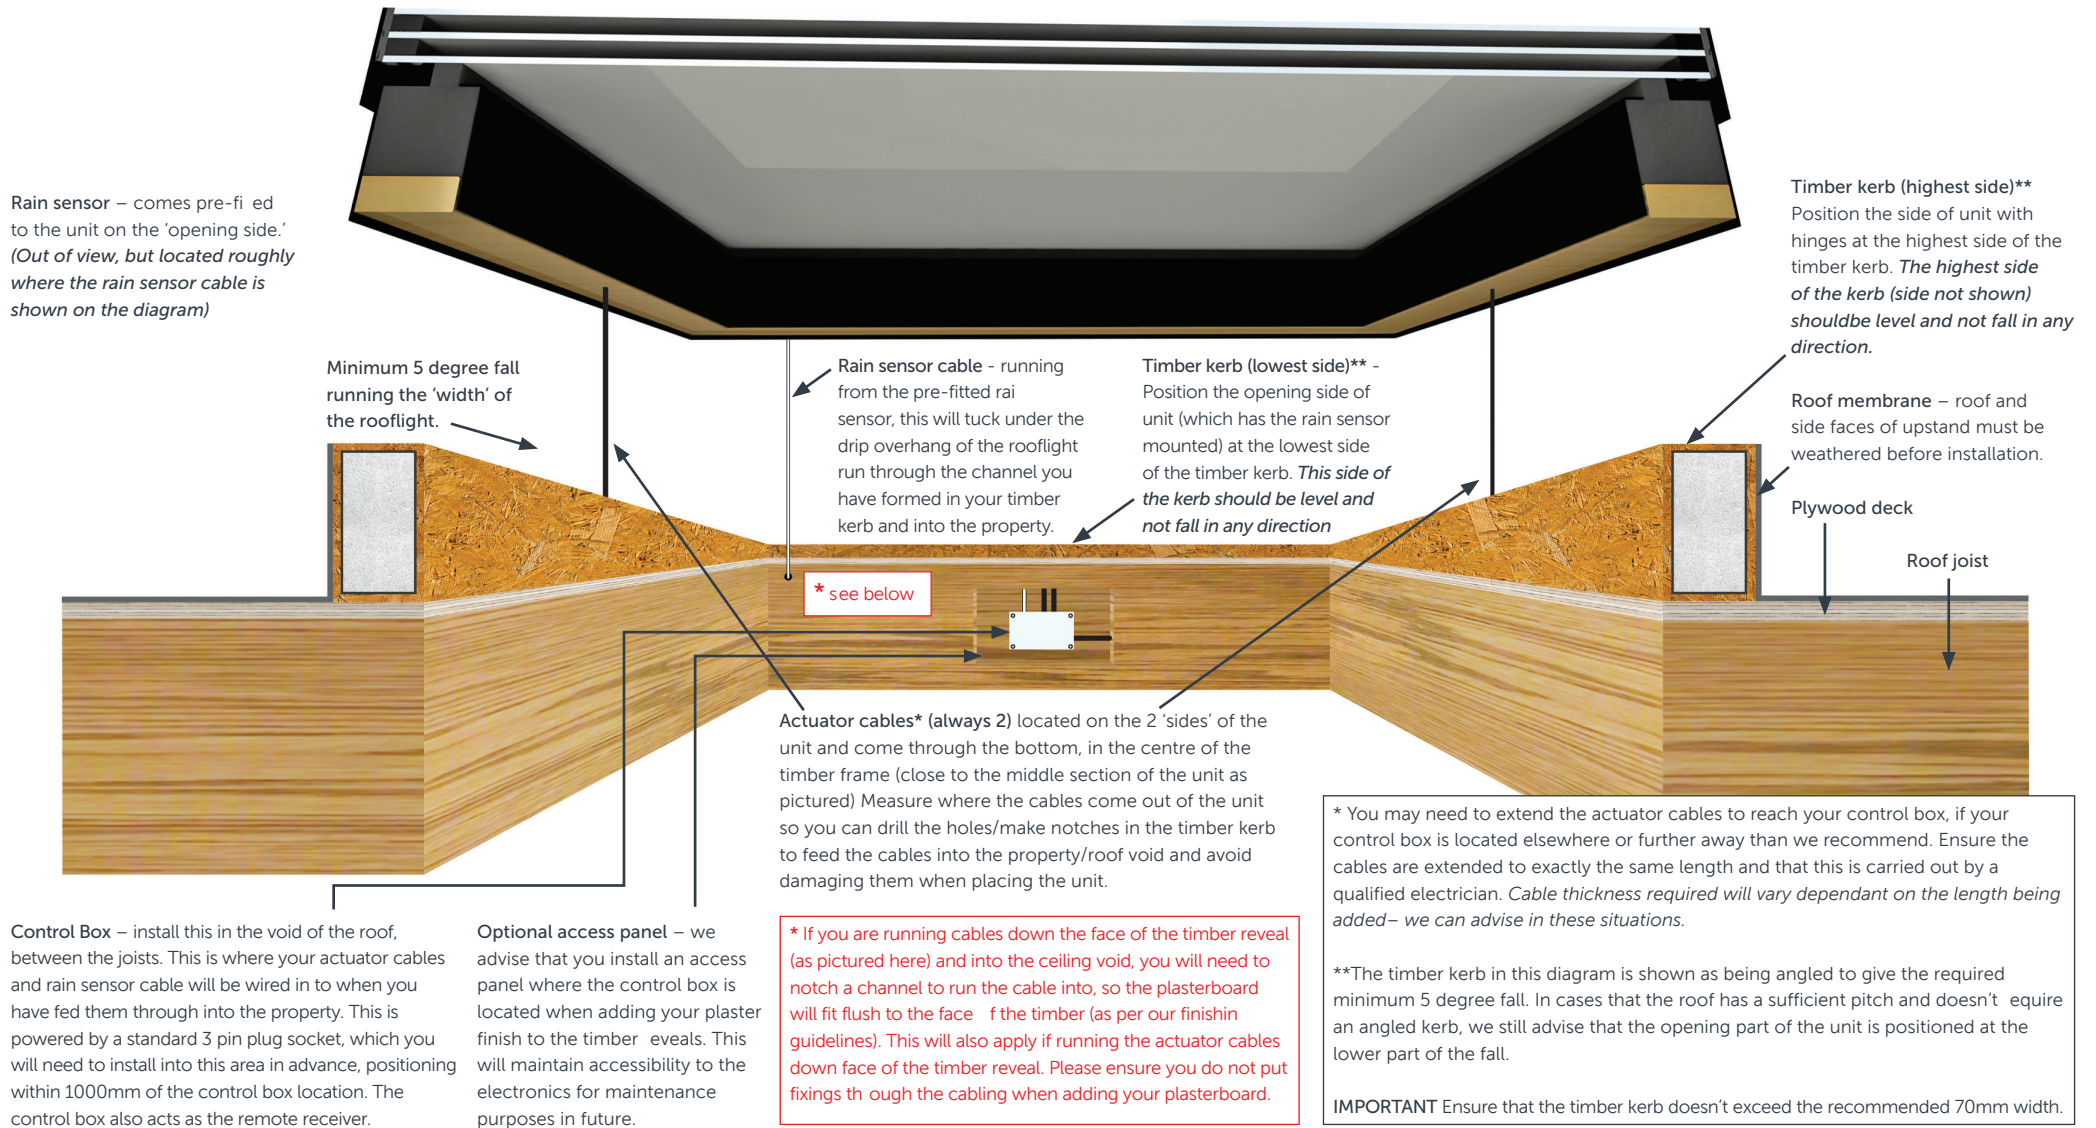 Rain sensor – comes pre-fi ed
to the unit on the ‘opening side.’
(Out of view, but located roughly
where the rain sensor cable is
shown on the diagram)
Minimum 5 degree fall
running the ‘width’ of
the rooflight.
Rain sensor cable - running
from the pre-fitted rai
sensor, this will tuck under the
drip overhang of the rooflight
run through the channel you
have formed in your timber
kerb and into the property.
Timber kerb (lowest side)** -
Position the opening side of
unit (which has the rain sensor
mounted) at the lowest side
of the timber kerb. This side of
the kerb should be level and
not fall in any direction
Timber kerb (highest side)**
Position the side of unit with
hinges at the highest side of the
timber kerb. The highest side
of the kerb (side not shown)
shouldbe level and not fall in any
direction.
Roof membrane – roof and
side faces of upstand must be
weathered before installation.
Plywood deck
Roof joist
* see below
Actuator cables* (always 2) located on the 2 ‘sides’ of the
unit and come through the bottom, in the centre of the
timber frame (close to the middle section of the unit as
pictured) Measure where the cables come out of the unit
so you can drill the holes/make notches in the timber kerb
to feed the cables into the property/roof void and avoid
damaging them when placing the unit.
Control Box – install this in the void of the roof,
between the joists. This is where your actuator cables
and rain sensor cable will be wired in to when you
have fed them through into the property. This is
powered by a standard 3 pin plug socket, which you
will need to install into this area in advance, positioning
within 1000mm of the control box location. The
control box also acts as the remote receiver.
Optional access panel – we
advise that you install an access
panel where the control box is
located when adding your plaster
finish to the timber eveals. This
will maintain accessibility to the
electronics for maintenance
purposes in future.
* If you are running cables down the face of the timber reveal
(as pictured here) and into the ceiling void, you will need to
notch a channel to run the cable into, so the plasterboard
will fit flush to the face f the timber (as per our finishin
guidelines). This will also apply if running the actuator cables
down face of the timber reveal. Please ensure you do not put
fixings th ough the cabling when adding your plasterboard.
* You may need to extend the actuator cables to reach your control box, if your
control box is located elsewhere or further away than we recommend. Ensure the
cables are extended to exactly the same length and that this is carried out by a
qualified electrician. Cable thickness required will vary dependant on the length being
added– we can advise in these situations.
**The timber kerb in this diagram is shown as being angled to give the required
minimum 5 degree fall. In cases that the roof has a sufficient pitch and doesn’t equire
an angled kerb, we still advise that the opening part of the unit is positioned at the
lower part of the fall.
IMPORTANT Ensure that the timber kerb doesn’t exceed the recommended 70mm width.